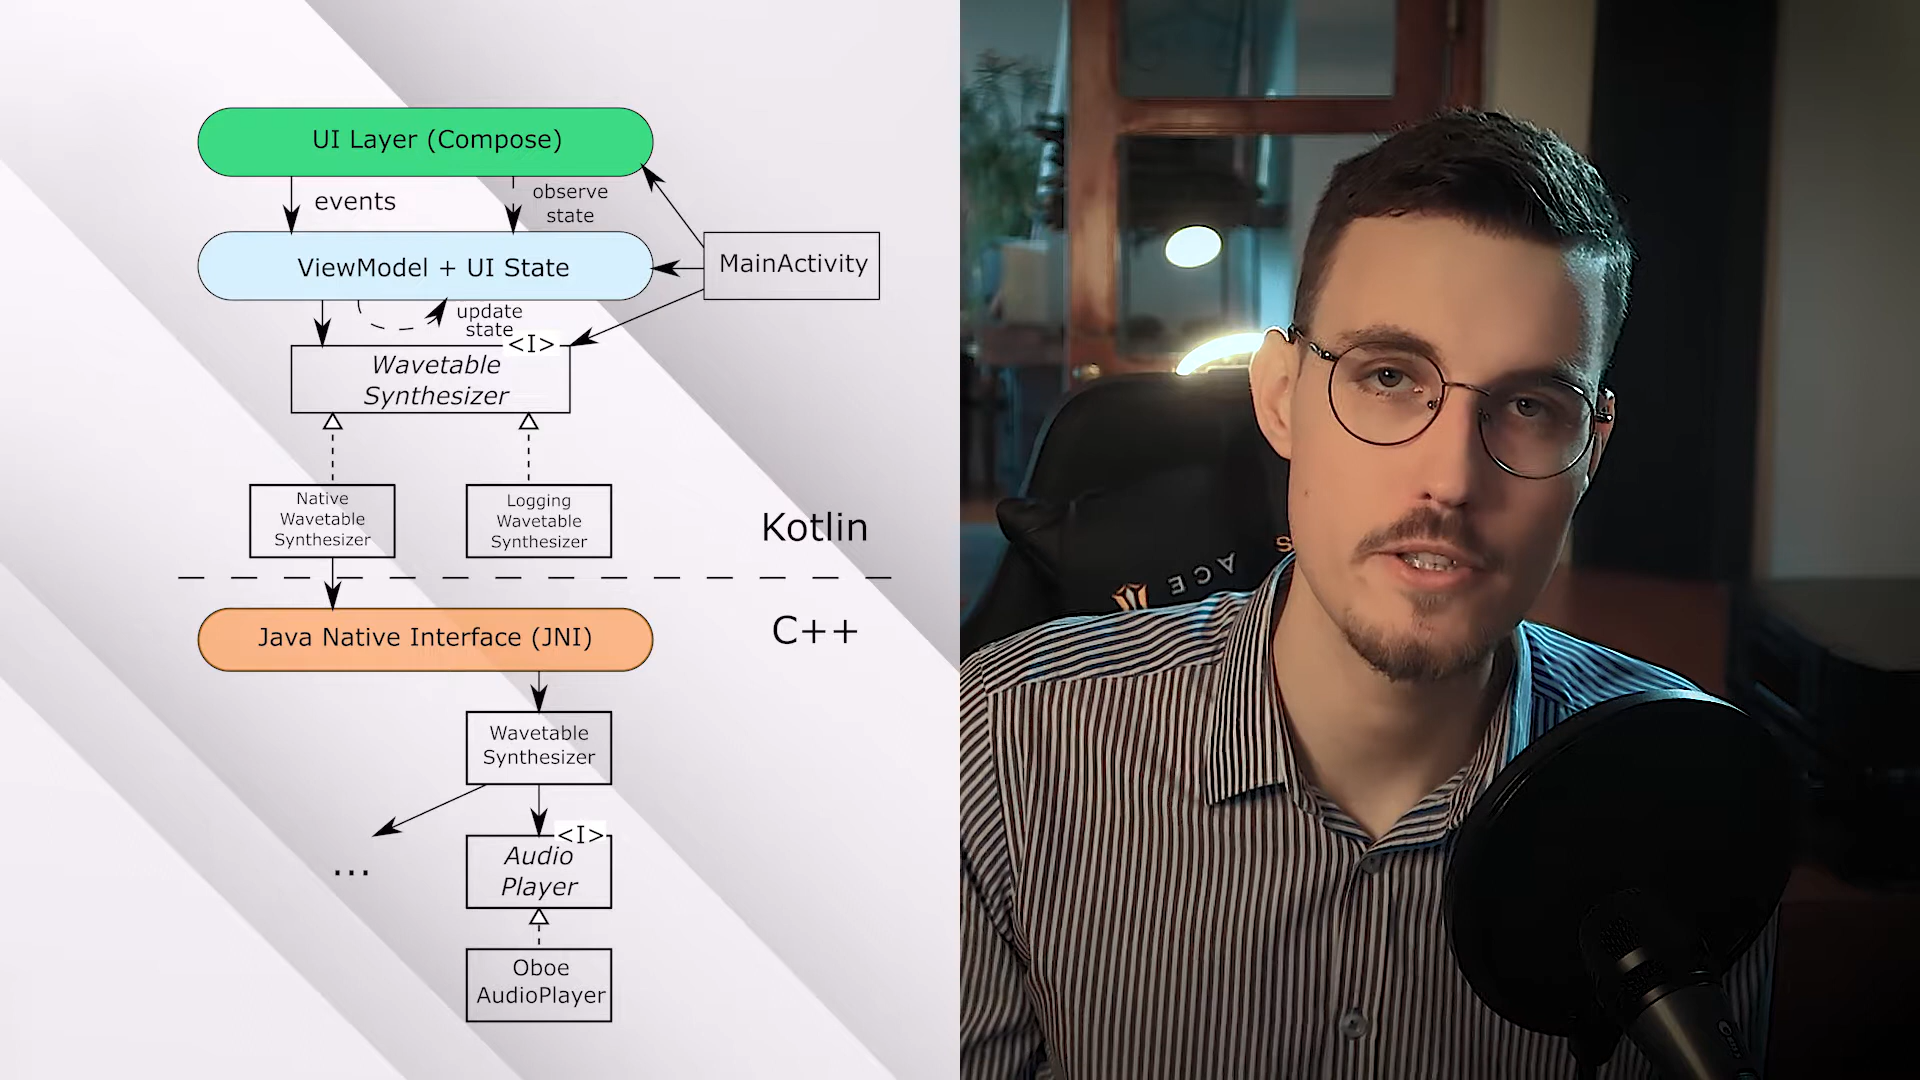 UI Layer (Compose)
events
observe
state
ViewModel + UI State
MainActivity
update
state
<I>
Wavetable
Synthesizer
Native
Wavetable
Synthesizer
Logging
Wavetable
Synthesizer
Kotlin
C++
Java Native Interface (JNI)
Wavetable
Synthesizer
...
<I>
Audio
Player
Oboe
AudioPlayer
ACE